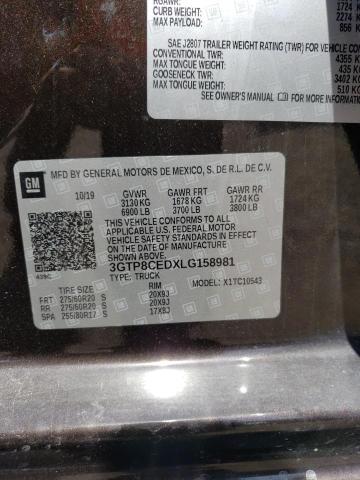 RGAWR: 1724 K
CURB WEIGHT: 2274
MAX PAYLOAD: 856 K
SAE J2807 TRAILER WEIGHT RATING (TWR) FOR VEHICLE CO
CONVENTIONAL TWR: 4355
MAX TONGUE WEIGHT: 435
GOOSENECK TWR: 3402
MAX TONGUE WEIGHT: 510 K
SEE OWNER'S MANUAL FOR MORE
GM
MFD BY GENERAL MOTORS DE MEXICO, S. DE R.L. DE C.V.
10/19 GVWR GAWR FRT GAWR RR
3130 KG 1678 KG 1724 KG
6900 LB 3700 LB 3800 LB
THIS VEHICLE CONFORMS TO ALL
APPLICABLE U.S. FEDERAL MOTOR
VEHICLE SAFETY STANDARDS IN EFFECT
ON THE DATE OF MANUFACTURE SHOWN
ABOVE.
3GTP8CEDXLG158981
TYPE: TRUCK
TIRE SIZE RIM MODEL: X1TC10543
FRT 275/60R20 S 20X9J
RR 275/60R20 S 20X9J
SPA 255/80R17 S 17X8J